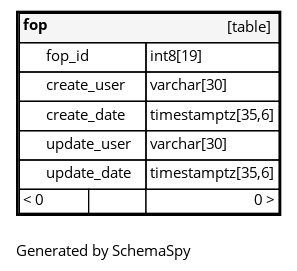 fop [table]
fop_id int8[19]
create_user varchar[30]
create_date timestamptz[35,6]
update_user varchar[30]
update_date timestamptz[35,6]
< 0 0 >
Generated by SchemaSpy